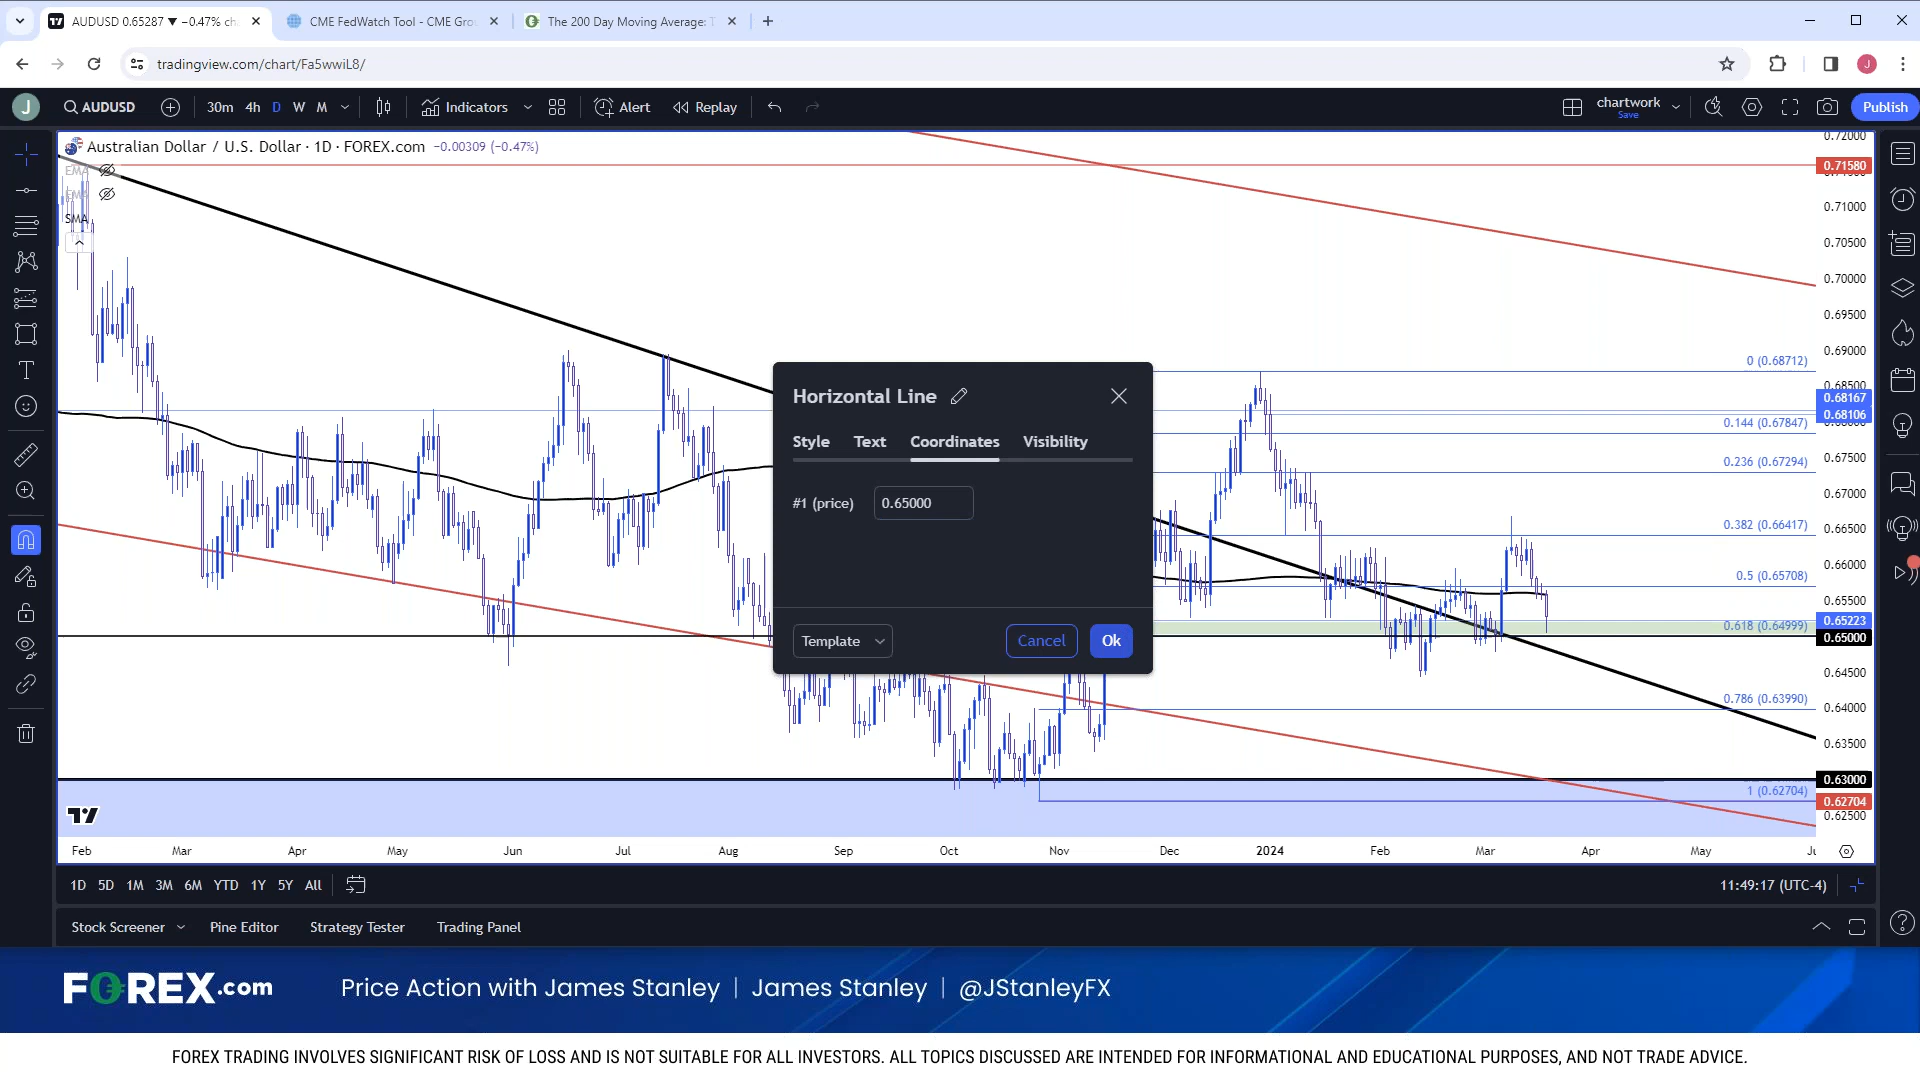 AUDUSD 0.65287 ▼ −0.47% ch
CME FedWatch Tool - CME Gro
The 200 Day Moving Average:
tradingview.com/chart/Fa5wwiL8/
J
J
AUDUSD
30m 4h D W M
Indicators
Alert
Replay
chartwork
Save
Publish
Australian Dollar / U.S. Dollar · 1D · FOREX.com −0.00309 (−0.47%)
EMA
EMA
SMA
0.72000
0.71580
0.71000
0.70500
0.70000
0.69500
0.69000
0 (0.68712)
0.68500
0.68167
0.68106
0.144 (0.67847)
0.67500
0.236 (0.67294)
0.67000
0.382 (0.66417)
0.66500
0.66000
0.5 (0.65708)
0.65500
0.65223
0.618 (0.64999)
0.65000
0.64500
0.786 (0.63990)
0.64000
0.63500
0.63000
1 (0.62704)
0.62704
0.62500
Horizontal Line
Style Text Coordinates Visibility
#1 (price) 0.65000
Template
Cancel
Ok
Feb Mar Apr May Jun Jul Aug Sep Oct Nov Dec 2024 Feb Mar Apr May
1D 5D 1M 3M 6M YTD 1Y 5Y All
11:49:17 (UTC-4)
Stock Screener Pine Editor Strategy Tester Trading Panel
FOREX.com
Price Action with James Stanley | James Stanley | @JStanleyFX
FOREX TRADING INVOLVES SIGNIFICANT RISK OF LOSS AND IS NOT SUITABLE FOR ALL INVESTORS. ALL TOPICS DISCUSSED ARE INTENDED FOR INFORMATIONAL AND EDUCATIONAL PURPOSES, AND NOT TRADE ADVICE.